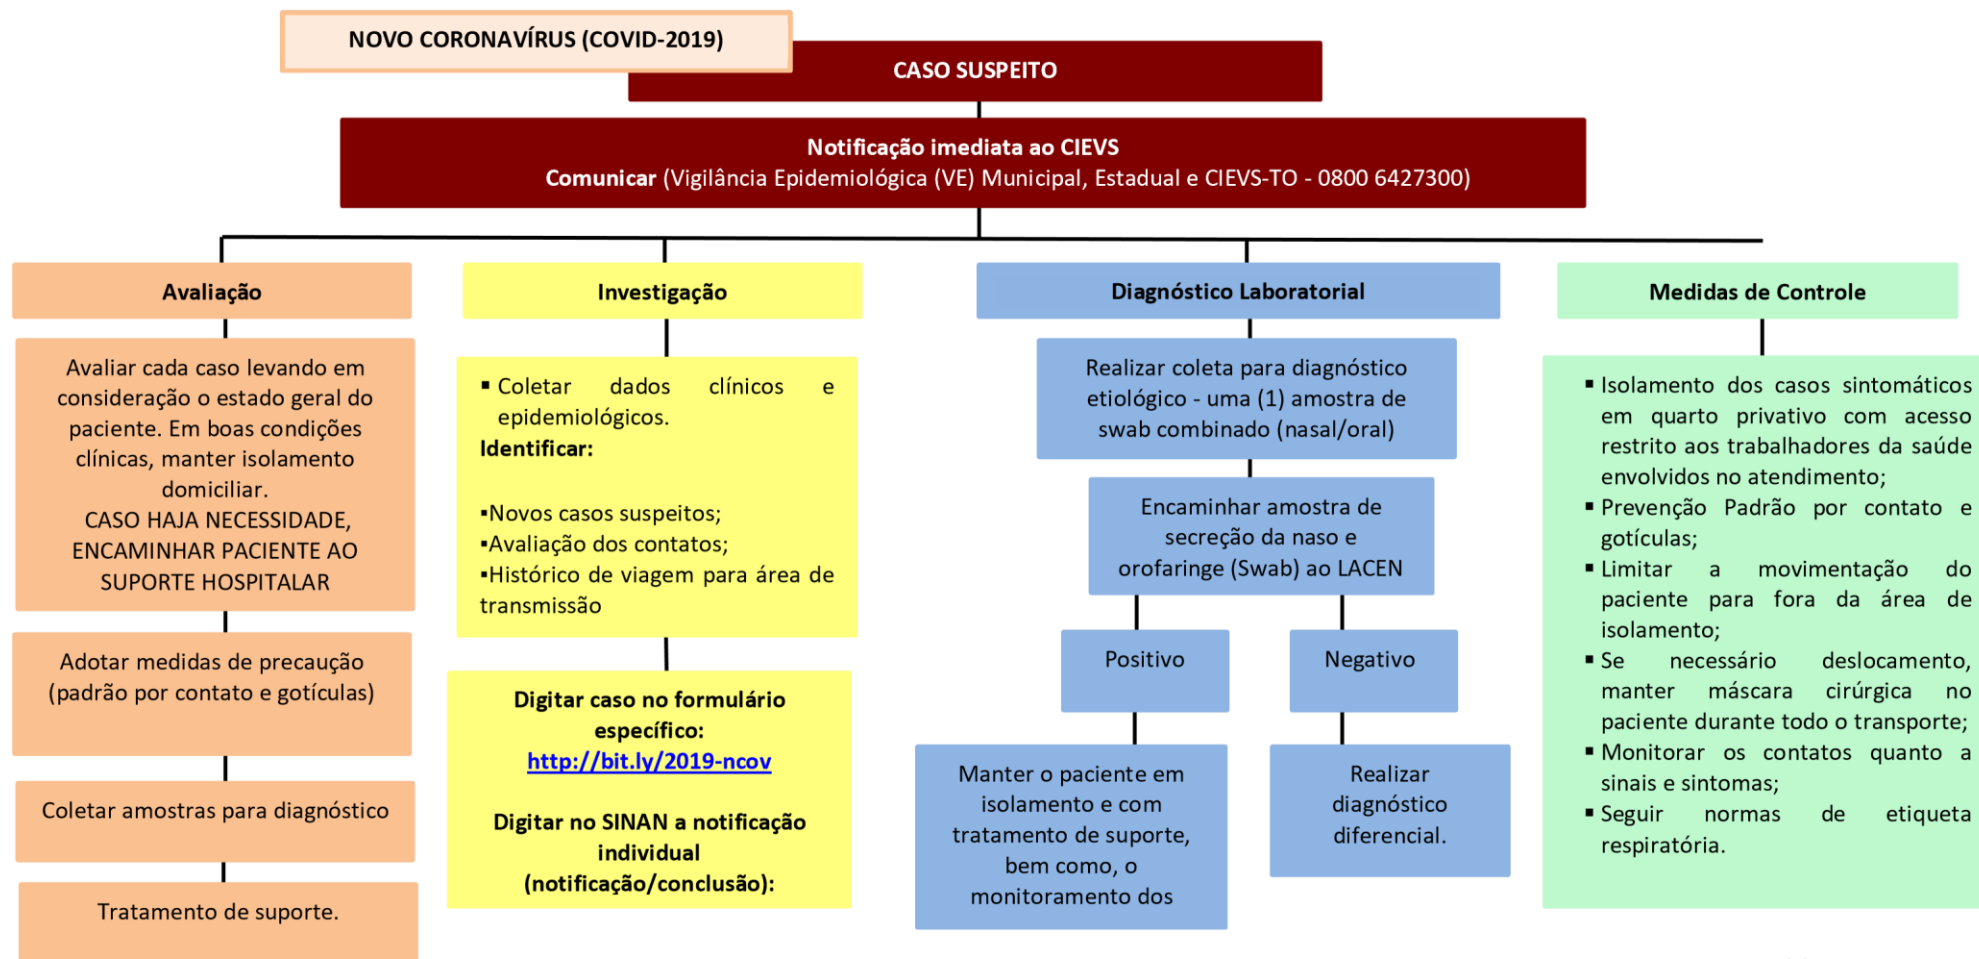 NOVO CORONAVÍRUS (COVID-2019)
CASO SUSPEITO
Notificação imediata ao CIEVS
Comunicar (Vigilância Epidemiológica (VE) Municipal, Estadual e CIEVS-TO - 0800 6427300)
Avaliação
Avaliar cada caso levando em
consideração o estado geral do
paciente. Em boas condições
clínicas, manter isolamento
domiciliar.
CASO HAJA NECESSIDADE,
ENCAMINHAR PACIENTE AO
SUPORTE HOSPITALAR
Adotar medidas de precaução
(padrão por contato e gotículas)
Coletar amostras para diagnóstico
Tratamento de suporte.
Investigação
▪ Coletar dados clínicos e
epidemiológicos.
Identificar:
▪Novos casos suspeitos;
▪Avaliação dos contatos;
▪Histórico de viagem para área de
transmissão
Digitar caso no formulário
específico:
http://bit.ly/2019-ncov
Digitar no SINAN a notificação
individual
(notificação/conclusão):
Diagnóstico Laboratorial
Realizar coleta para diagnóstico
etiológico - uma (1) amostra de
swab combinado (nasal/oral)
Encaminhar amostra de
secreção da naso e
orofaringe (Swab) ao LACEN
Positivo
Manter o paciente em
isolamento e com
tratamento de suporte,
bem como, o
monitoramento dos
Negativo
Realizar
diagnóstico
diferencial.
Medidas de Controle
▪ Isolamento dos casos sintomáticos
em quarto privativo com acesso
restrito aos trabalhadores da saúde
envolvidos no atendimento;
▪ Prevenção Padrão por contato e
gotículas;
▪ Limitar a movimentação do
paciente para fora da área de
isolamento;
▪ Se necessário deslocamento,
manter máscara cirúrgica no
paciente durante todo o transporte;
▪ Monitorar os contatos quanto a
sinais e sintomas;
▪ Seguir normas de etiqueta
respiratória.